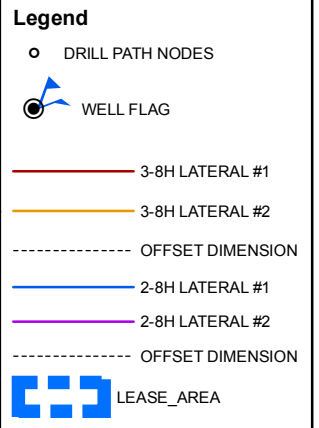 Legend
DRILL PATH NODES
WELL FLAG
3-8H LATERAL #1
3-8H LATERAL #2
OFFSET DIMENSION
2-8H LATERAL #1
2-8H LATERAL #2
OFFSET DIMENSION
LEASE_AREA